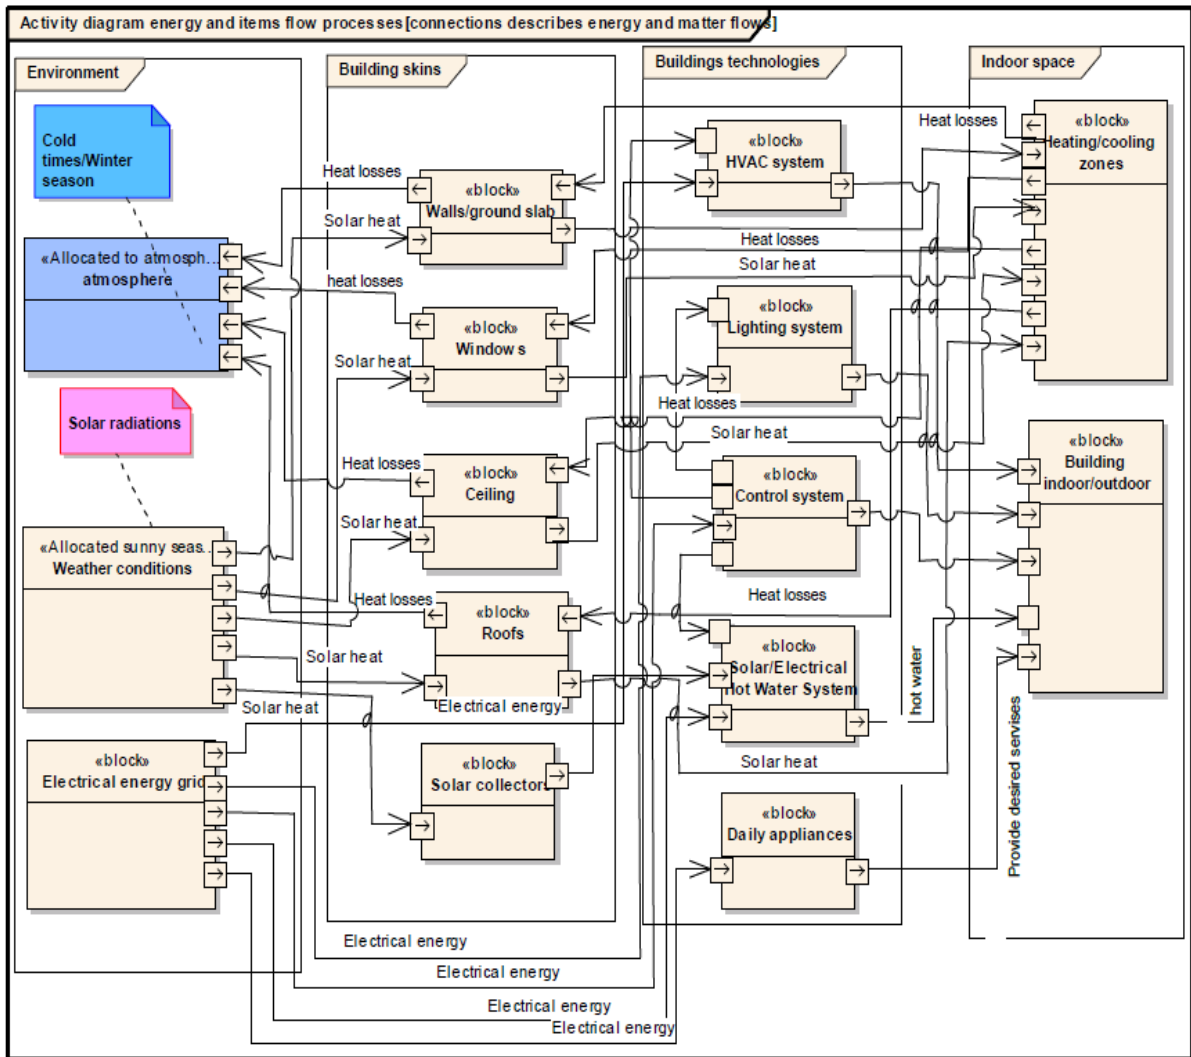 Activity diagram energy and items flow processes[connections describes energy and matter flows]
Environment
Cold
times/Winter
season
«Allocated to atmosph...
atmosphere
Solar radiations
«Allocated sunny seas...
Weather conditions
«block»
Electrical energy grid
Building skins
Heat losses
Solar heat
«block»
Walls/ground slab
heat losses
Solar heat
«block»
Windows
Heat losses
Solar heat
«block»
Ceiling
Heat losses
Solar heat
«block»
Roofs
Electrical energy
Solar heat
«block»
Solar collectors
Buildings technologies
«block»
HVAC system
«block»
Lighting system
«block»
Control system
«block»
Solar/Electrical
Hot Water System
«block»
Daily appliances
Heat losses
Heat losses
Solar heat
Heat losses
Solar heat
Heat losses
Solar heat
hot water
Provide desired servises
Indoor space
«block»
Heating/cooling
zones
«block»
Building
indoor/outdoor
Electrical energy
Electrical energy
Electrical energy
Electrical energy